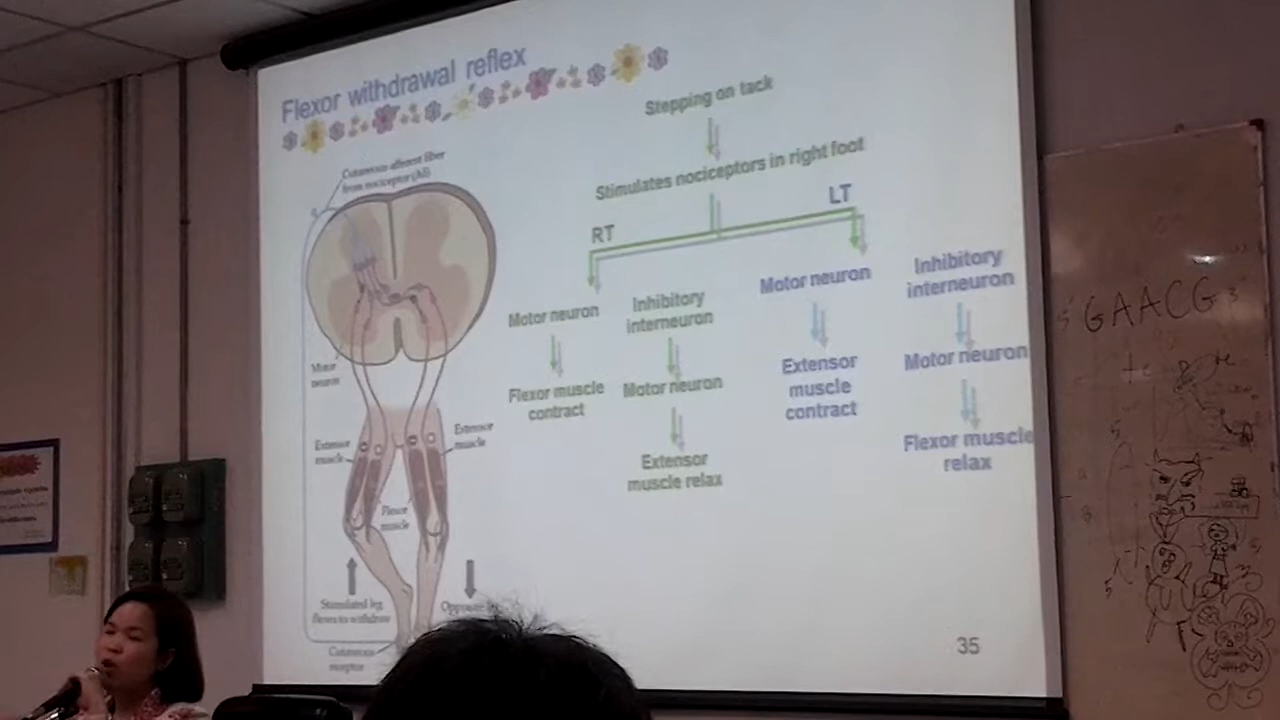 Flexor withdrawal reflex
Stepping on tack
Stimulates nociceptors in right foot
RT
LT
Motor neuron
Flexor muscle
contract
Inhibitory
interneuron
Motor neuron
Extensor
muscle relax
Motor neuron
Extensor
muscle
contract
Inhibitory
interneuron
Motor neuron
Flexor muscle
relax
Cutaneous afferent fiber
from nociceptor (Aδ)
Motor
neuron
Extensor
muscle
Extensor
muscle
Flexor
muscle
Stimulated leg
flexes to withdraw
Opposite
Cutaneous
receptor
35
5' GAACG 3'